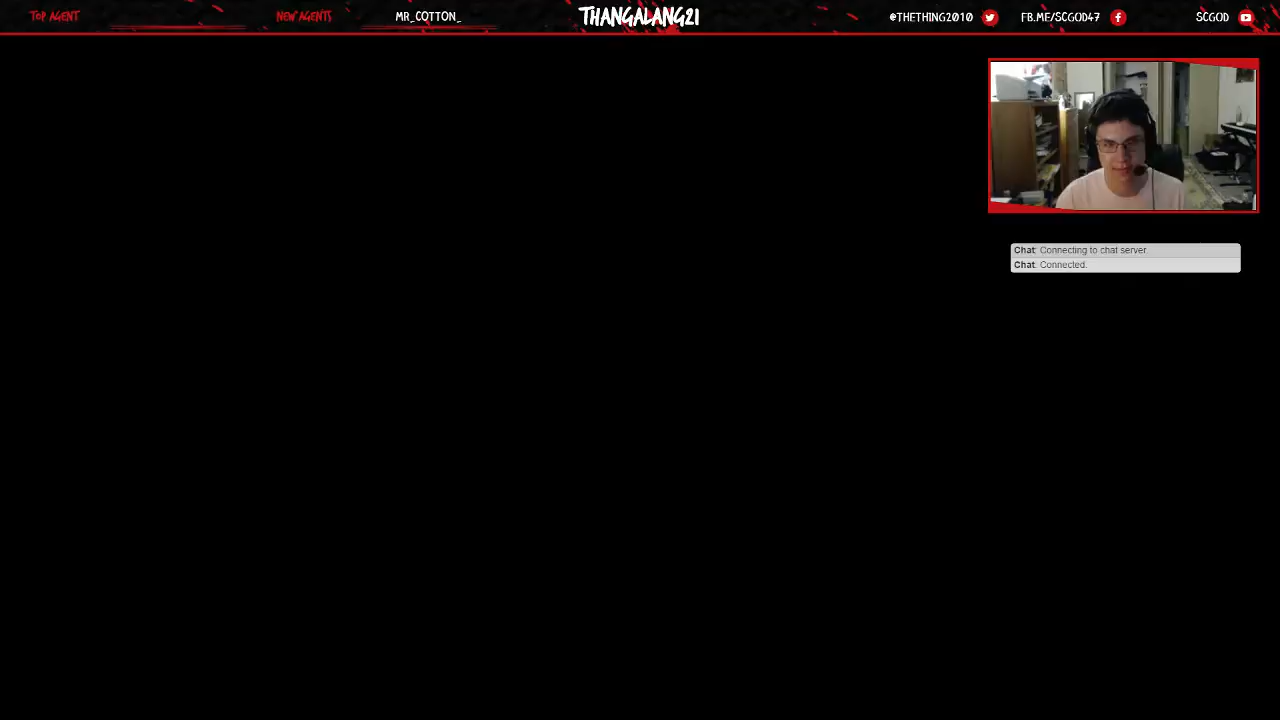 TOP AGENT
NEW AGENTS
MR_COTTON_
THANGALANG21
@THETHING2010
FB.ME/SCGOD47
SCGOD
Chat: Connecting to chat server.
Chat: Connected.